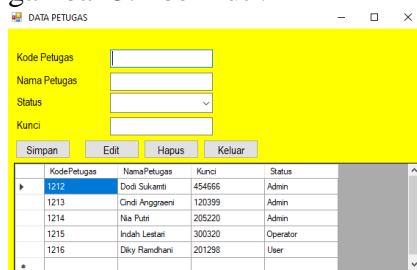 DATA PETUGAS
Kode Petugas
Nama Petugas
Status
Kunci
Simpan Edit Hapus Keluar
KodePetugas NamaPetugas Kunci Status
1212 Dodi Sukamti 454666 Admin
1213 Cindi Anggraeni 120399 Admin
1214 Nia Putri 205220 Admin
1215 Indah Lestari 300320 Operator
1216 Diky Ramdhani 201298 User